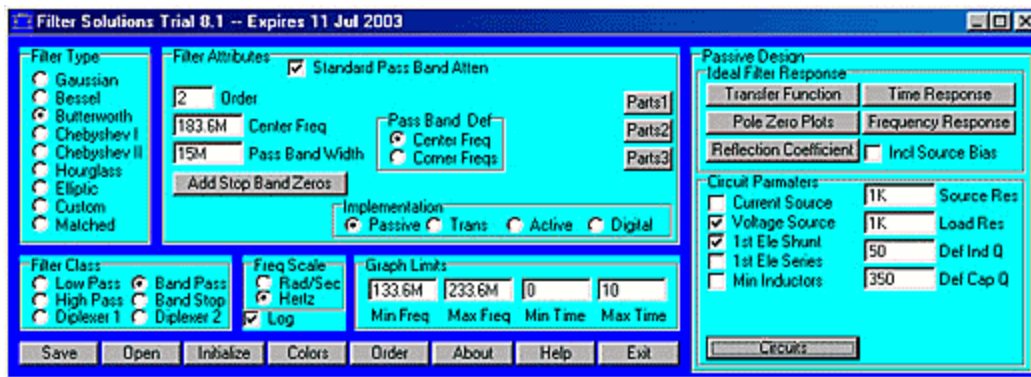 Filter Solutions Trial 8.1 -- Expires 11 Jul 2003
Filter Type
Gaussian
Bessel
Butterworth
Chebyshev I
Chebyshev II
Hourglass
Elliptic
Custom
Matched
Filter Attributes
Standard Pass Band Atten
2 Order
183.6M Center Freq
15M Pass Band Width
Add Stop Band Zeros
Pass Band Def
Center Freq
Corner Freqs
Parts1
Parts2
Parts3
Implementation
Passive Trans Active Digital
Filter Class
Low Pass Band Pass
High Pass Band Stop
Diplexer 1 Diplexer 2
Freq Scale
Rad/Sec
Hertz
Log
Graph Limits
133.6M 233.6M 0 10
Min Freq Max Freq Min Time Max Time
Save Open Initialize Colors Order About Help Exit
Passive Design
Ideal Filter Response
Transfer Function Time Response
Pole Zero Plots Frequency Response
Reflection Coefficient Incl Source Bias
Circuit Parmaters
Current Source
Voltage Source
1st Ele Shunt
1st Ele Series
Min Inductors
1K Source Res
1K Load Res
50 Def Ind Q
350 Def Cap Q
Circuits